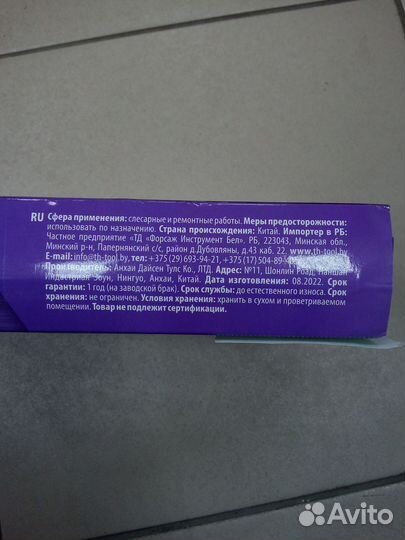 RU Сфера применения: слесарные и ремонтные работы. Меры предосторожности:
использовать по назначению. Страна происхождения: Китай. Импортер в РБ:
Частное предприятие «ТД «Форсаж Инструмент Бел». РБ, 223043, Минская обл.,
Минский р-н, Папернянский с/с, район д.Дубовляны, д.43 каб. 22. www.th-tool.by
E-mail: info@th-tool.by, тел: +375 (29) 693-94-21, +375 (17) 504-89-
Производитель: Анхаи Дайсен Тулс Ко., ЛТД. Адрес: №11, Шонлин Роад,
Индастриал Зоун, Нингуо, Анхаи, Китай. Дата изготовления: 08.2022. Срок
гарантии: 1 год (на заводской брак). Срок службы: до естественного износа. Срок
хранения: не ограничен. Условия хранения: хранить в сухом и проветриваемом
помещении. Товар не подлежит сертификации.
Avito